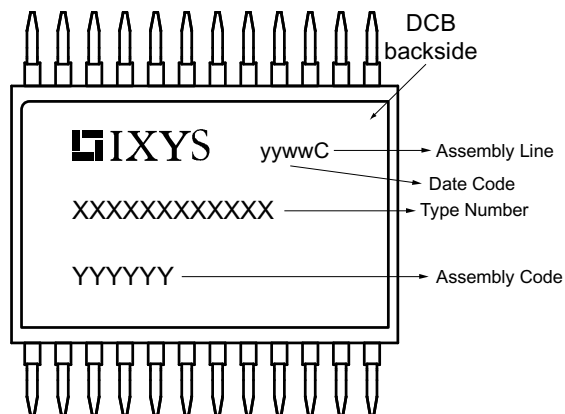 DCB
backside
IXYS
yywwC
Assembly Line
Date Code
XXXXXXXXXXXX
Type Number
YYYYYY
Assembly Code